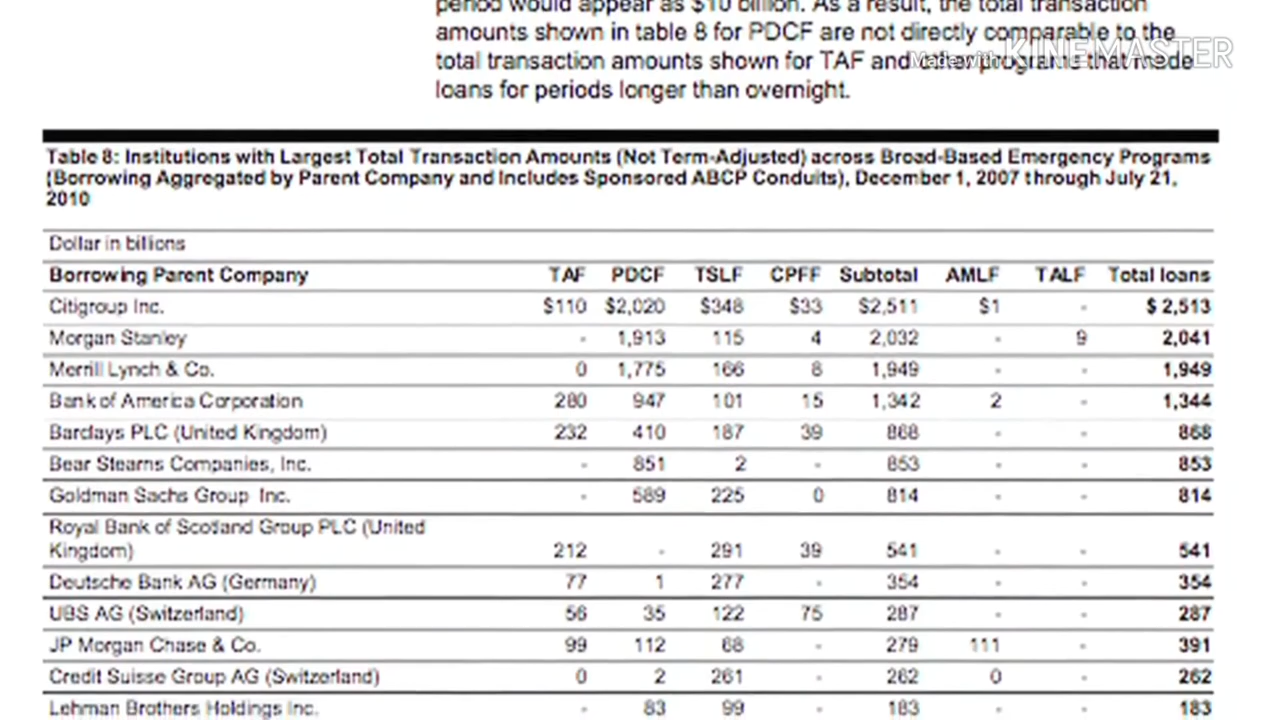 period would appear as $10 billion. As a result, the total transaction
amounts shown in table 8 for PDCF are not directly comparable to the
Made with KINEMASTER
total transaction amounts shown for TAF and other programs that made
loans for periods longer than overnight.
Table 8: Institutions with Largest Total Transaction Amounts (Not Term-Adjusted) across Broad-Based Emergency Programs
(Borrowing Aggregated by Parent Company and Includes Sponsored ABCP Conduits), December 1, 2007 through July 21,
2010
Dollar in billions
Borrowing Parent Company TAF PDCF TSLF CPFF Subtotal AMLF TALF Total loans
Citigroup Inc. $110 $2,020 $348 $33 $2,511 $1 - $ 2,513
Morgan Stanley - 1,913 115 4 2,032 - 9 2,041
Merrill Lynch & Co. 0 1,775 166 8 1,949 - - 1,949
Bank of America Corporation 280 947 101 15 1,342 2 - 1,344
Barclays PLC (United Kingdom) 232 410 187 39 868 - - 868
Bear Stearns Companies, Inc. - 851 2 - 853 - - 853
Goldman Sachs Group Inc. - 589 225 0 814 - - 814
Royal Bank of Scotland Group PLC (United
Kingdom) 212 - 291 39 541 - - 541
Deutsche Bank AG (Germany) 77 1 277 - 354 - - 354
UBS AG (Switzerland) 56 35 122 75 287 - - 287
JP Morgan Chase & Co. 99 112 68 - 279 111 - 391
Credit Suisse Group AG (Switzerland) 0 2 261 - 262 0 - 262
Lehman Brothers Holdings Inc. - 83 99 - 183 - - 183